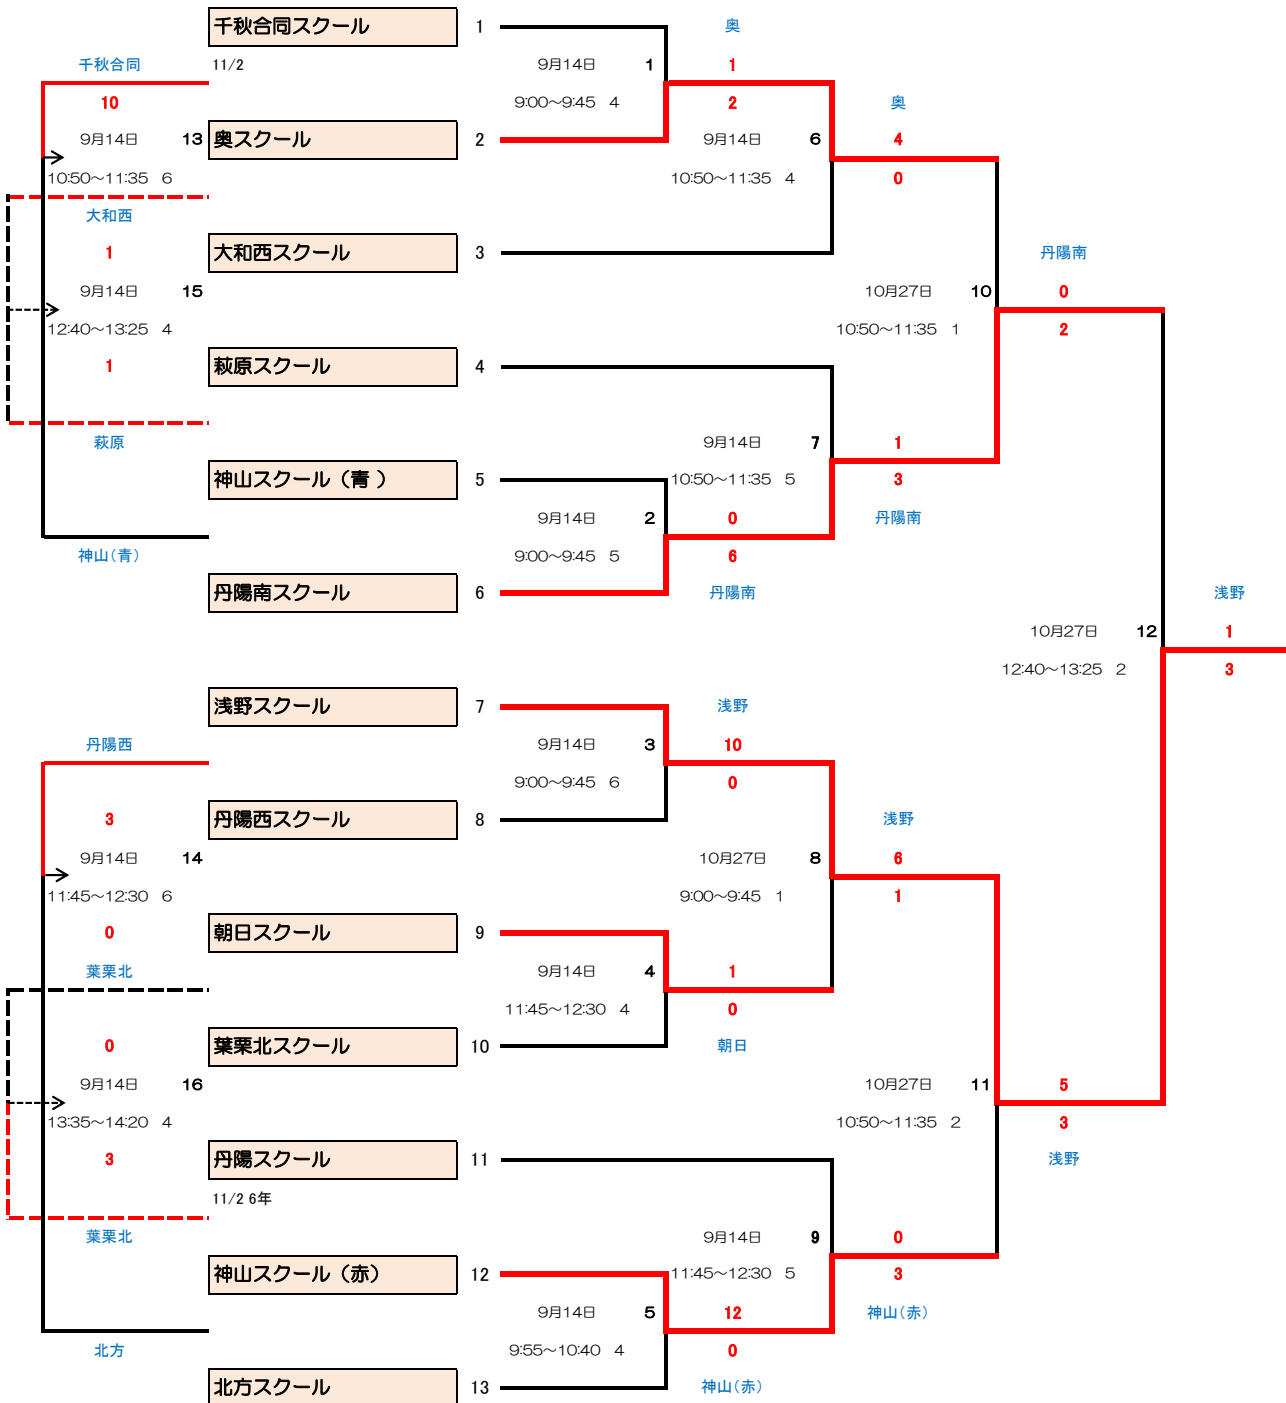 千秋合同スクール 1 奥
千秋合同 11/2 9月14日 1 1
10 9:00～9:45 4 2 奥
9月14日 13 奥スクール 2 9月14日 6 4
10:50～11:35 6 10:50～11:35 4 0
大和西
1 大和西スクール 3 丹陽南
9月14日 15 10月27日 10 0
12:40～13:25 4 10:50～11:35 1 2
1 萩原スクール 4
萩原 9月14日 7 1
神山スクール（青 ） 5 10:50～11:35 5 3
9月14日 2 0 丹陽南
神山（青） 9:00～9:45 5 6
丹陽南スクール 6 丹陽南 浅野
10月27日 12 1
12:40～13:25 2 3
浅野スクール 7 浅野
丹陽西 9月14日 3 10
9:00～9:45 6 0
3 丹陽西スクール 8 浅野
9月14日 14 10月27日 8 6
11:45～12:30 6 9:00～9:45 1 1
0 朝日スクール 9
葉栗北 9月14日 4 1
11:45～12:30 4 0
0 葉栗北スクール 10 朝日
9月14日 16 10月27日 11 5
13:35～14:20 4 10:50～11:35 2 3
3 丹陽スクール 11 浅野
11/2 6年
葉栗北 9月14日 9 0
神山スクール（赤） 12 11:45～12:30 5 3
9月14日 5 12 神山（赤）
北方 9:55～10:40 4 0
北方スクール 13 神山（赤）